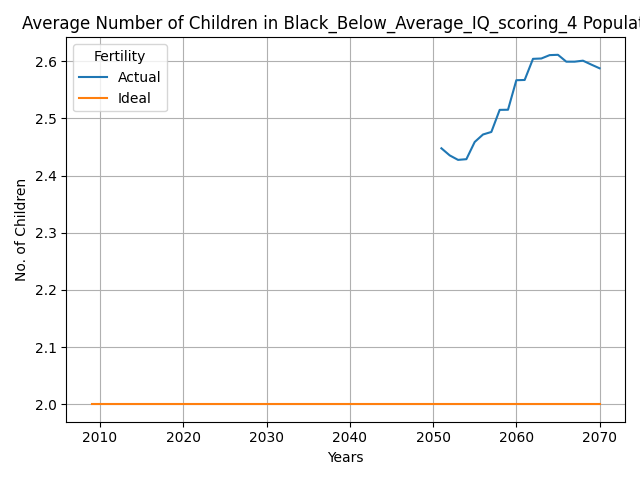 Average Number of Children in Black_Below_Average_IQ_scoring_4 Populat
Fertility
Actual
Ideal
No. of Children
2.6
2.5
2.4
2.3
2.2
2.1
2.0
2010 2020 2030 2040 2050 2060 2070
Years